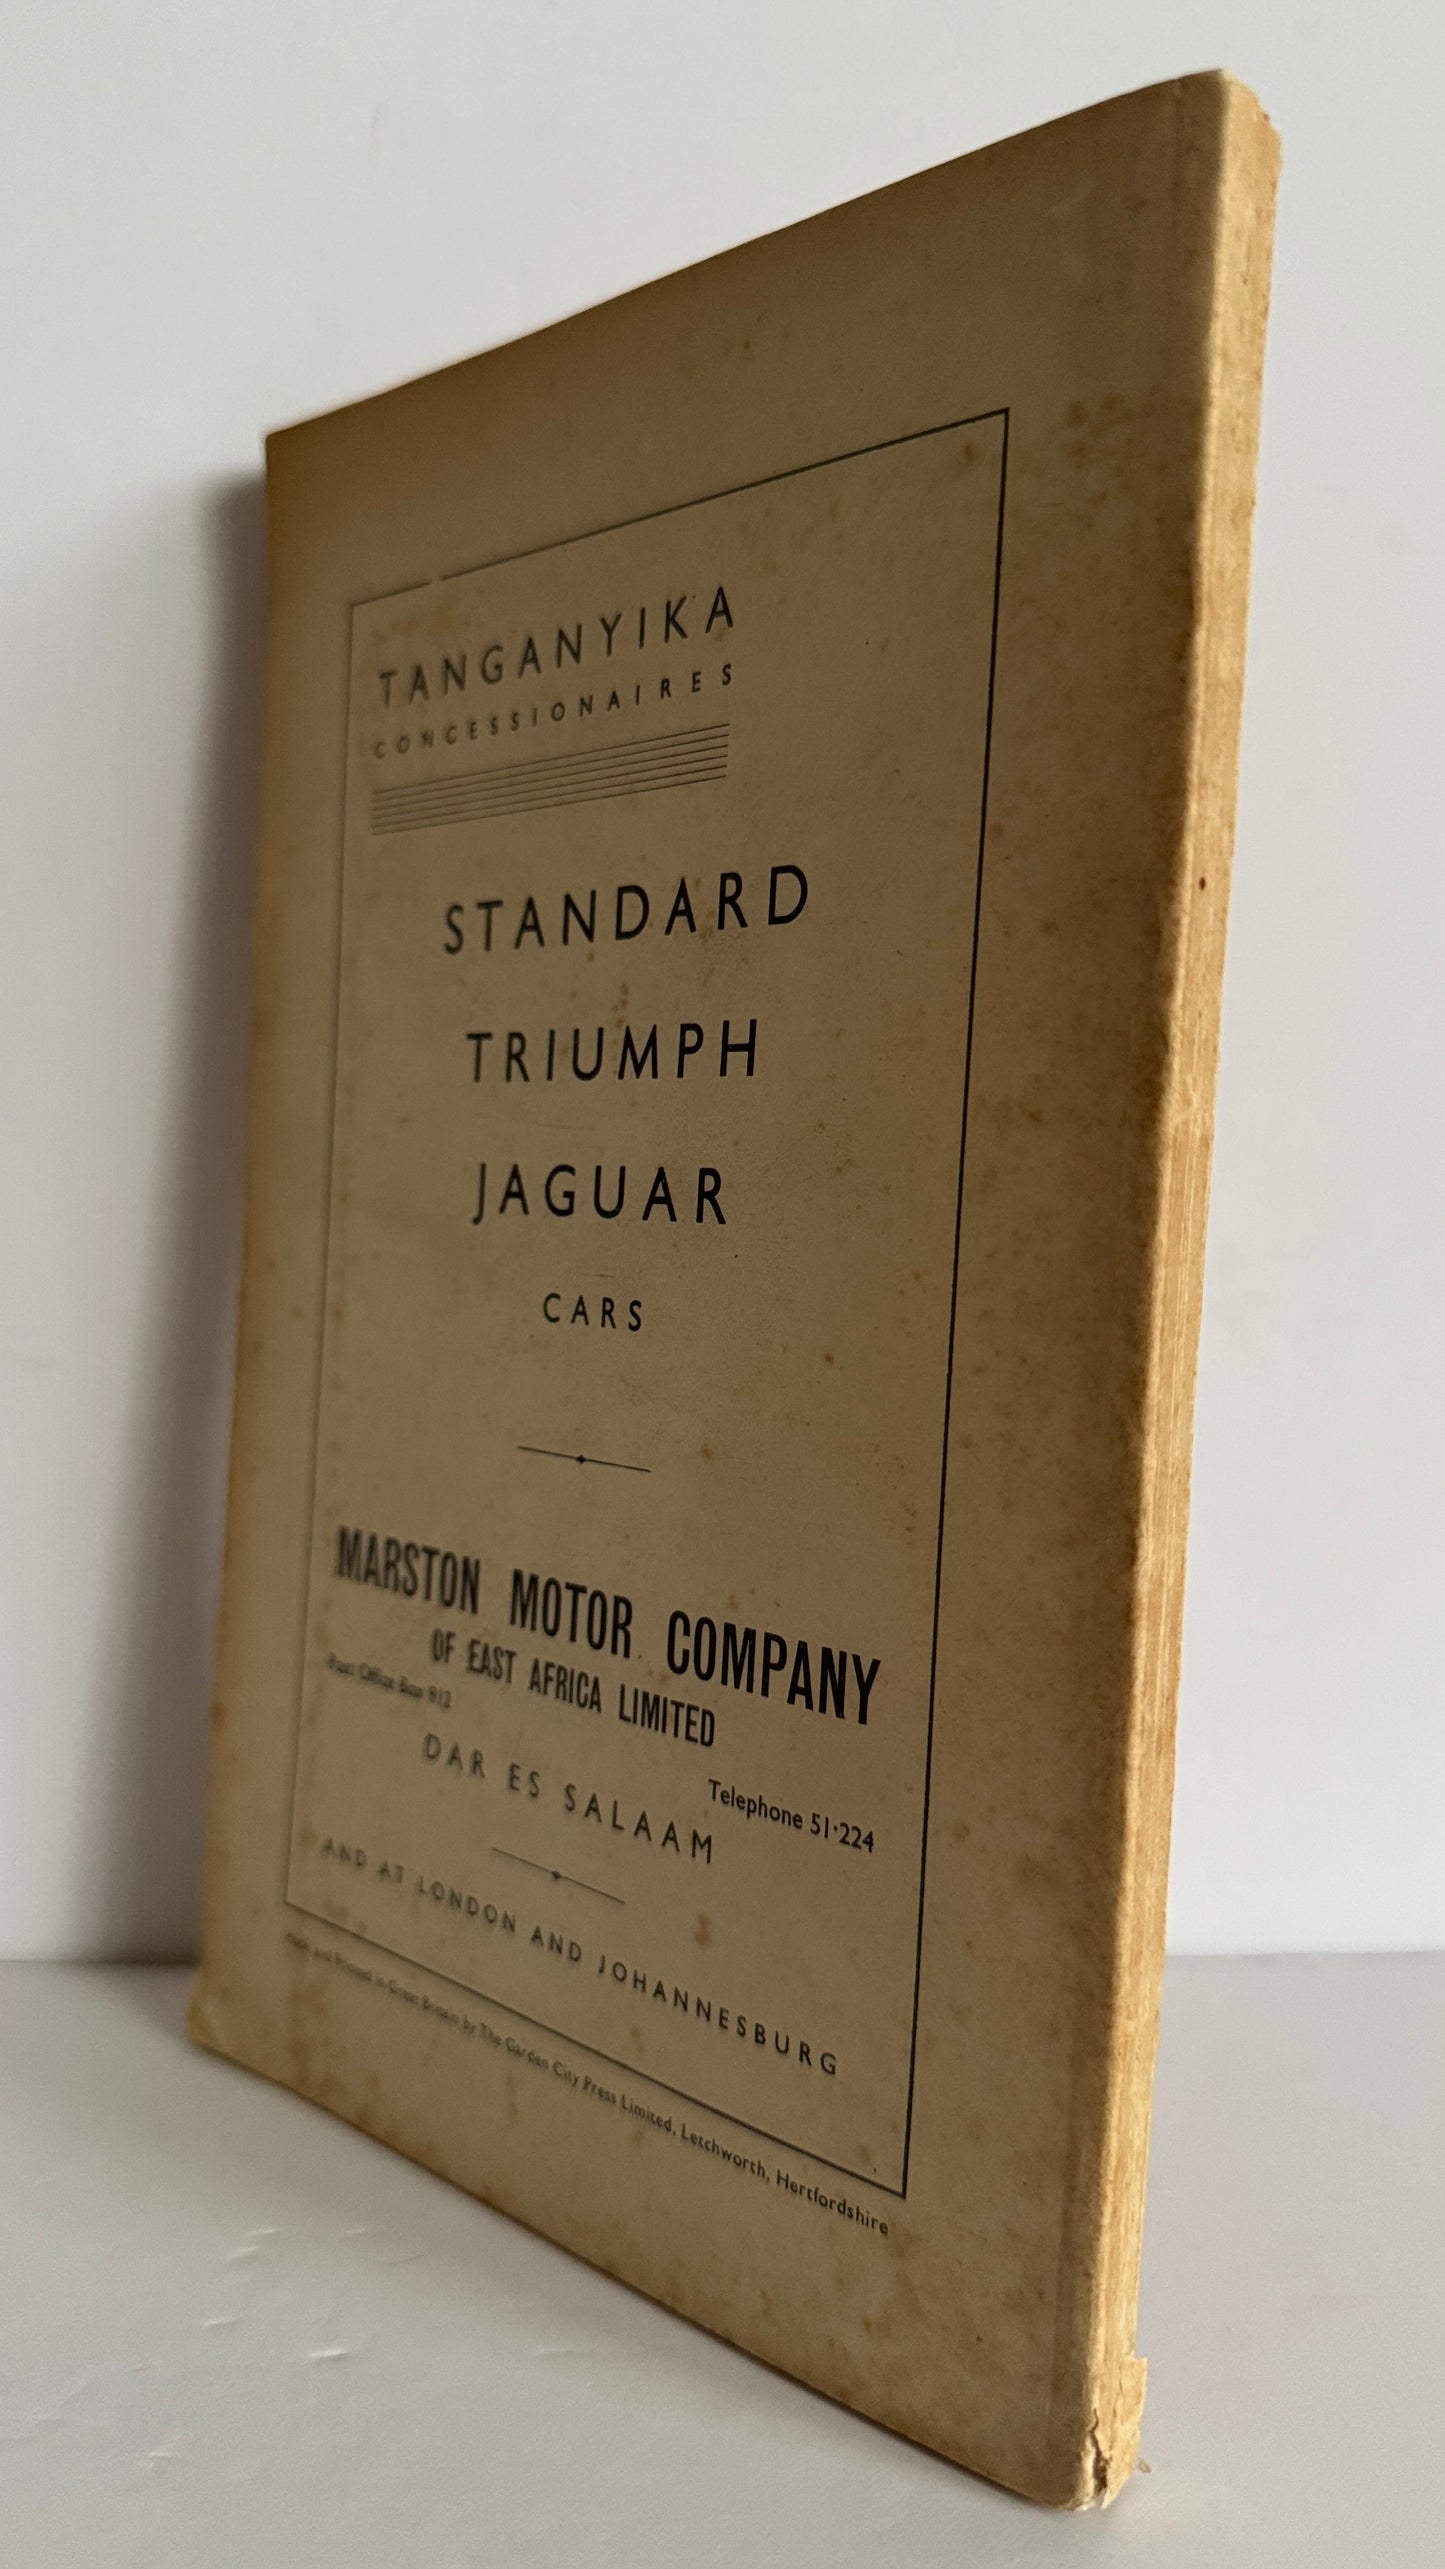 TANGANYIKA
CONCESSIONAIRES
STANDARD
TRIUMPH
JAGUAR
CARS
MARSTON MOTOR COMPANY
OF EAST AFRICA LIMITED
Post Office Box 912
Telephone 51·224
DAR ES SALAAM
AND AT LONDON AND JOHANNESBURG
Made and Printed in Great Britain by The Garden City Press Limited, Letchworth, Hertfordshire